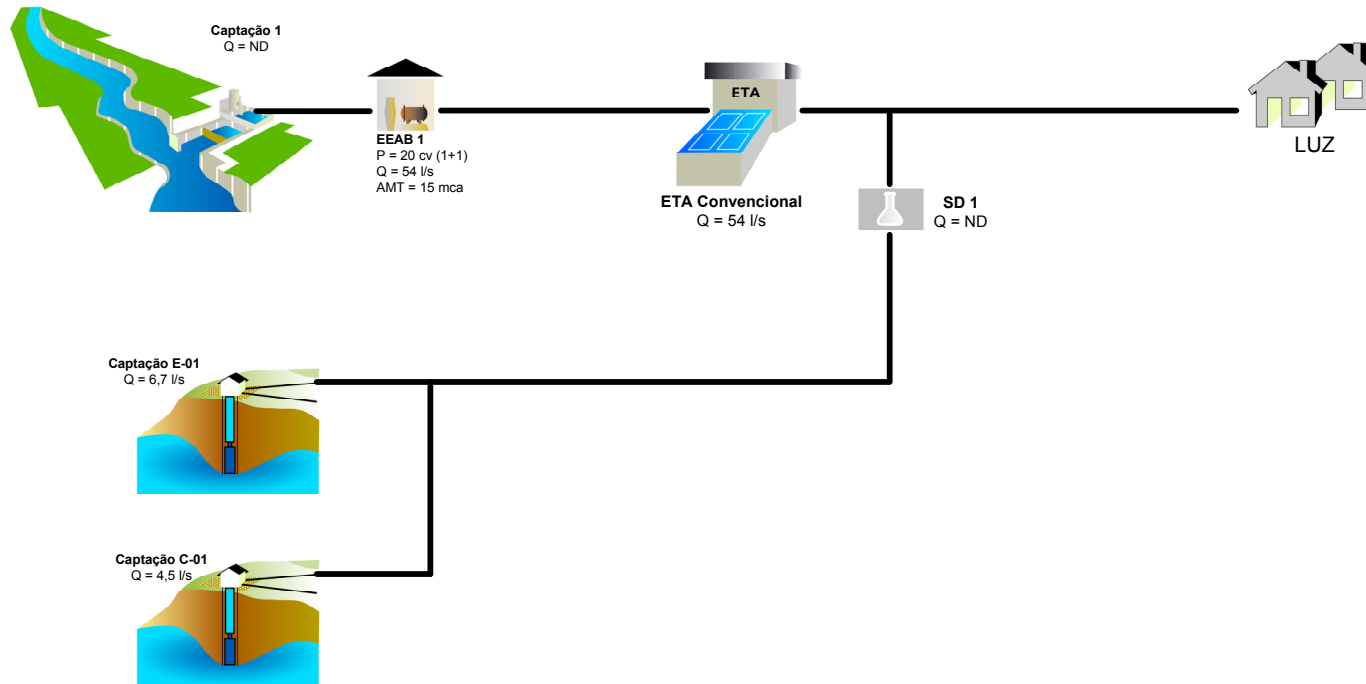 Captação 1
Q = ND
EEAB 1
P = 20 cv (1+1)
Q = 54 l/s
AMT = 15 mca
ETA
ETA Convencional
Q = 54 l/s
SD 1
Q = ND
LUZ
Captação E-01
Q = 6,7 l/s
Captação C-01
Q = 4,5 l/s